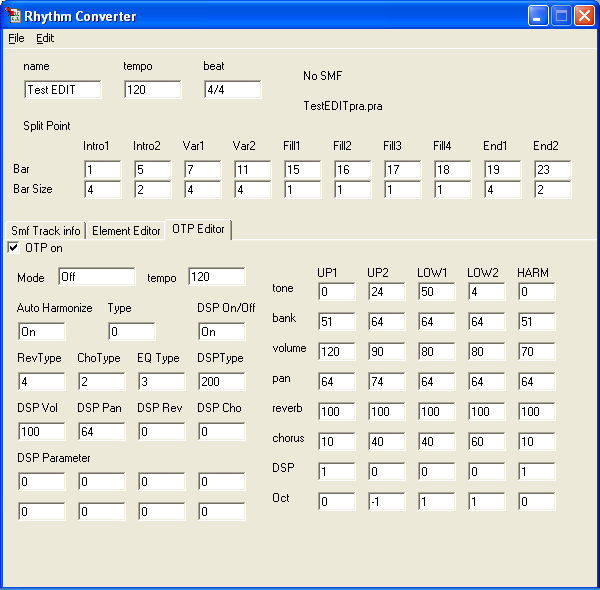 Rhythm Converter
File Edit
name tempo beat
No SMF
Test EDIT 120 4/4
TestEDITpra.pra
Split Point
Intro1 Intro2 Var1 Var2 Fill1 Fill2 Fill3 Fill4 End1 End2
Bar 1 5 7 11 15 16 17 18 19 23
Bar Size 4 2 4 4 1 1 1 1 4 2
Smf Track info Element Editor OTP Editor
OTP on
Mode Off tempo 120
Auto Harmonize Type DSP On/Off
On 0 On
RevType ChoType EQ Type DSPType
4 2 3 200
DSP Vol DSP Pan DSP Rev DSP Cho
100 64 0 0
DSP Parameter
0 0 0 0
0 0 0 0
UP1 UP2 LOW1 LOW2 HARM
tone 0 24 50 4 0
bank 51 64 64 64 51
volume 120 90 80 80 70
pan 64 74 64 64 64
reverb 100 100 100 100 100
chorus 10 40 40 60 10
DSP 1 0 0 0 1
Oct 0 -1 1 1 0